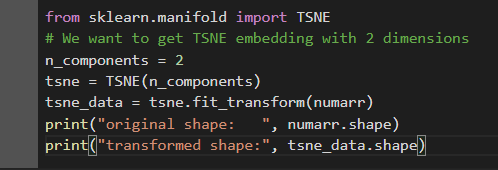 from sklearn.manifold import TSNE
# We want to get TSNE embedding with 2 dimensions
n_components = 2
tsne = TSNE(n_components)
tsne_data = tsne.fit_transform(numarr)
print("original shape:   ", numarr.shape)
print("transformed shape:", tsne_data.shape)